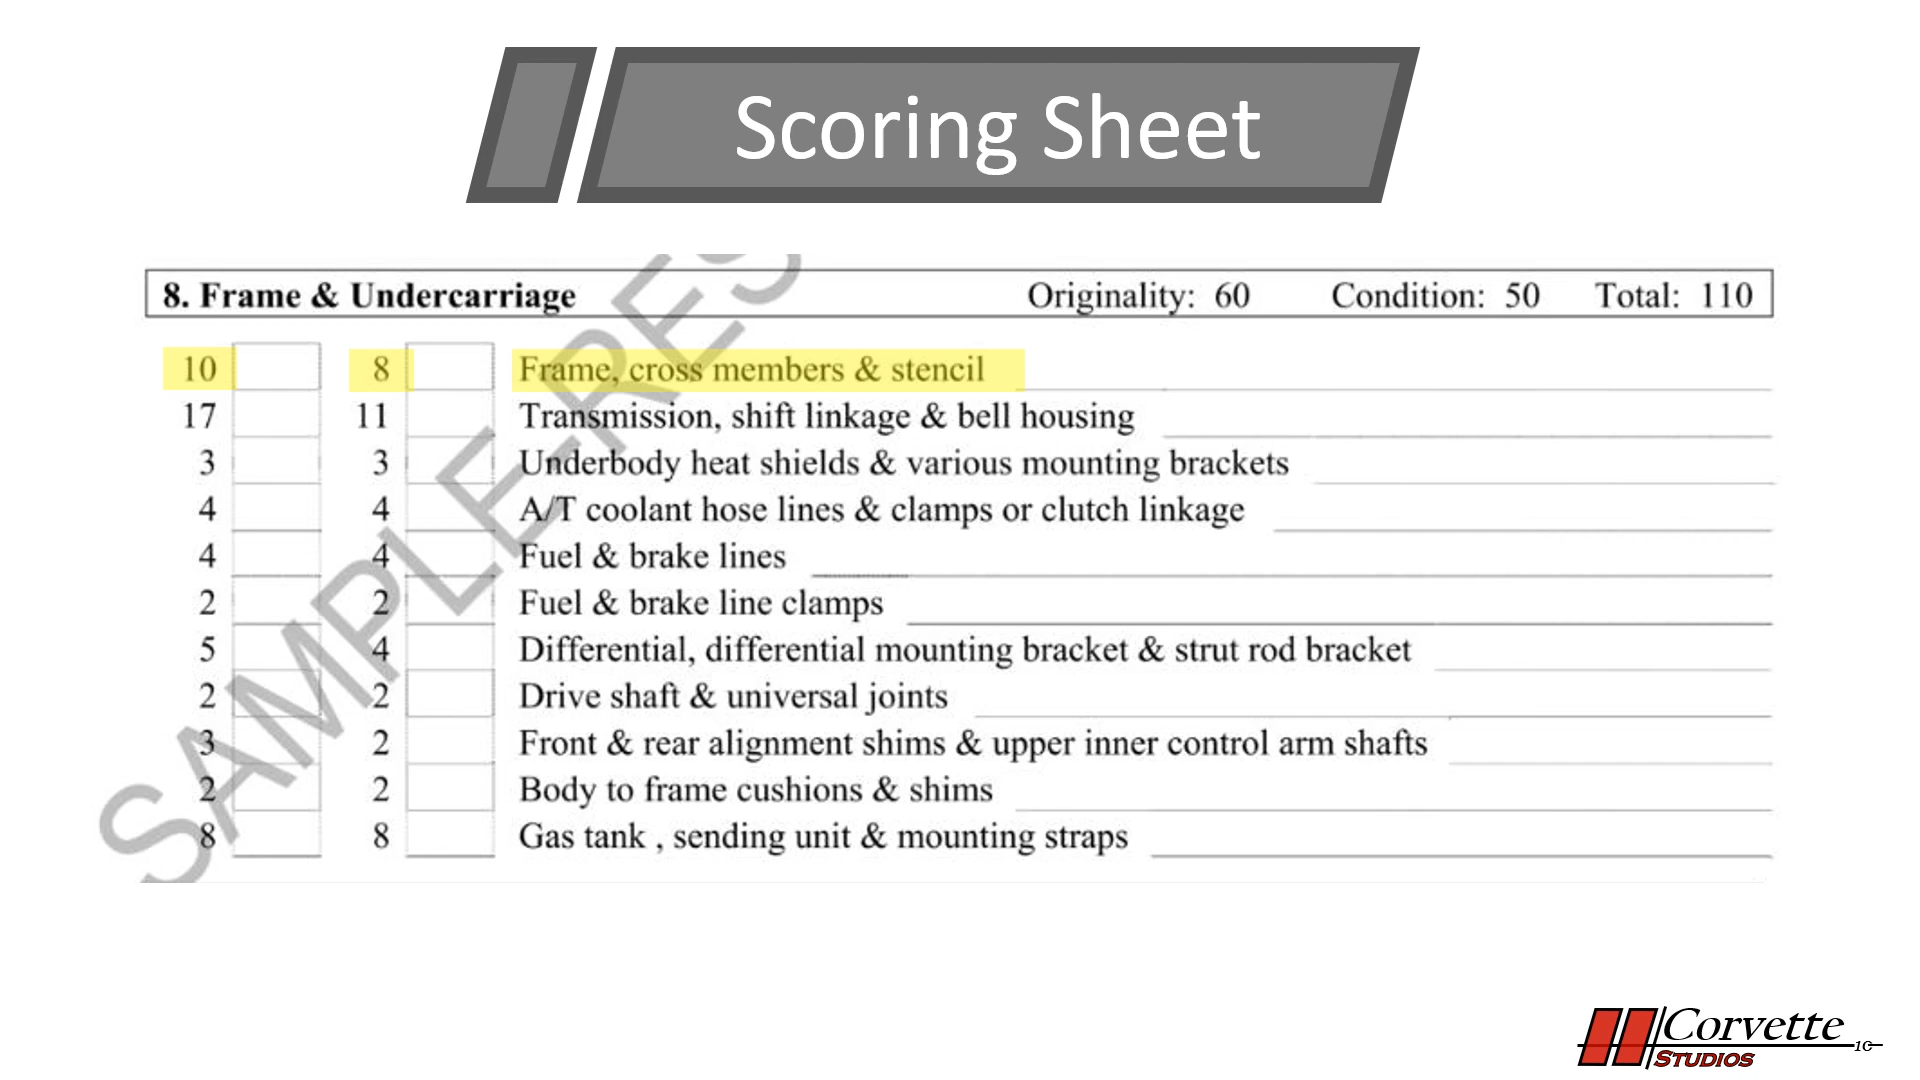 Scoring Sheet
8. Frame & Undercarriage Originality: 60 Condition: 50 Total: 110
10 8 Frame, cross members & stencil
17 11 Transmission, shift linkage & bell housing
3 3 Underbody heat shields & various mounting brackets
4 4 A/T coolant hose lines & clamps or clutch linkage
4 4 Fuel & brake lines
2 2 Fuel & brake line clamps
5 4 Differential, differential mounting bracket & strut rod bracket
2 2 Drive shaft & universal joints
3 2 Front & rear alignment shims & upper inner control arm shafts
2 2 Body to frame cushions & shims
8 8 Gas tank , sending unit & mounting straps
SAMPLE-RES
Corvette
STUDIOS